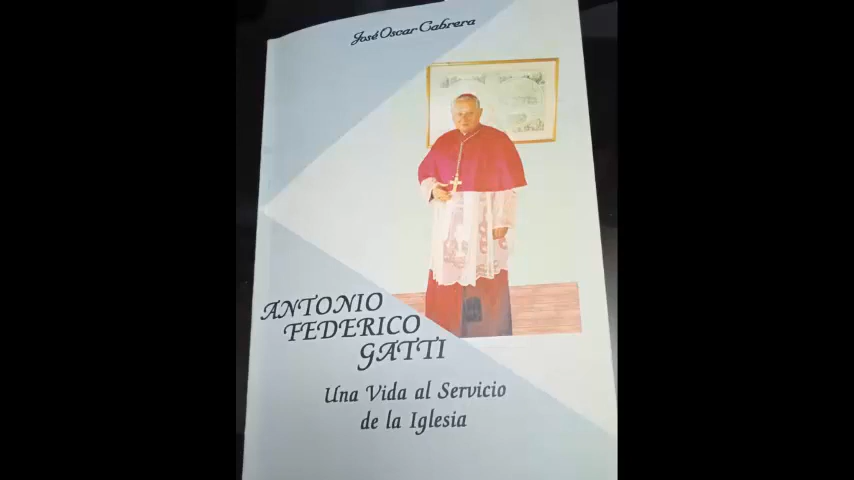 José Oscar Cabrera
ANTONIO
FEDERICO
GATTI
Una Vida al Servicio
de la Iglesia